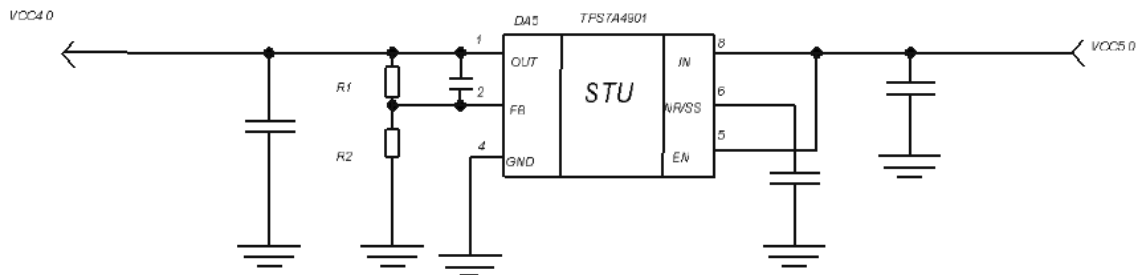 VCC4.0
DA5 TPS7A4901
1 8
OUT STU IN
VCC5.0
R1
2 6
FB NR/SS
R2
4 5
GND EN